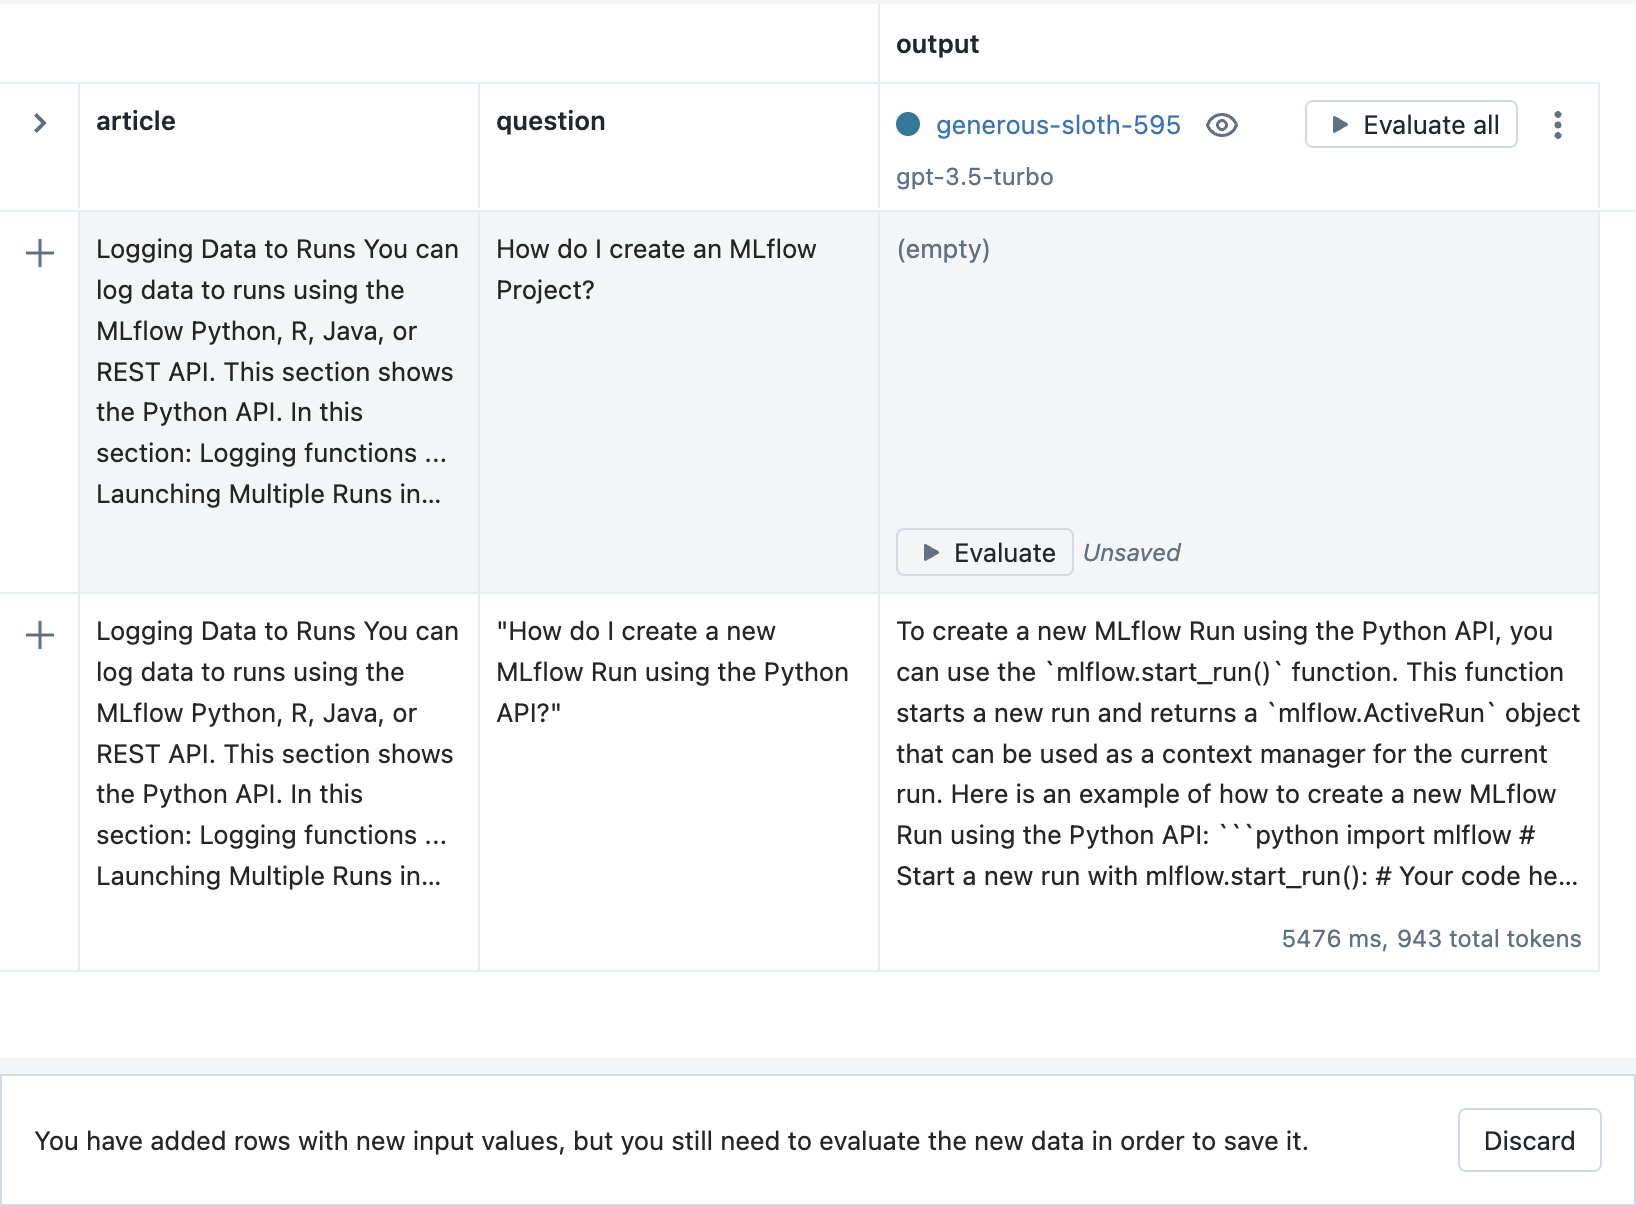 output
article
question
generous-sloth-595
Evaluate all
gpt-3.5-turbo
Logging Data to Runs You can
log data to runs using the
MLflow Python, R, Java, or
REST API. This section shows
the Python API. In this
section: Logging functions ...
Launching Multiple Runs in...
How do I create an MLflow
Project?
(empty)
Evaluate
Unsaved
Logging Data to Runs You can
log data to runs using the
MLflow Python, R, Java, or
REST API. This section shows
the Python API. In this
section: Logging functions ...
Launching Multiple Runs in...
"How do I create a new
MLflow Run using the Python
API?"
To create a new MLflow Run using the Python API, you
can use the `mlflow.start_run()` function. This function
starts a new run and returns a `mlflow.ActiveRun` object
that can be used as a context manager for the current
run. Here is an example of how to create a new MLflow
Run using the Python API: ```python import mlflow #
Start a new run with mlflow.start_run(): # Your code he...
5476 ms, 943 total tokens
You have added rows with new input values, but you still need to evaluate the new data in order to save it.
Discard